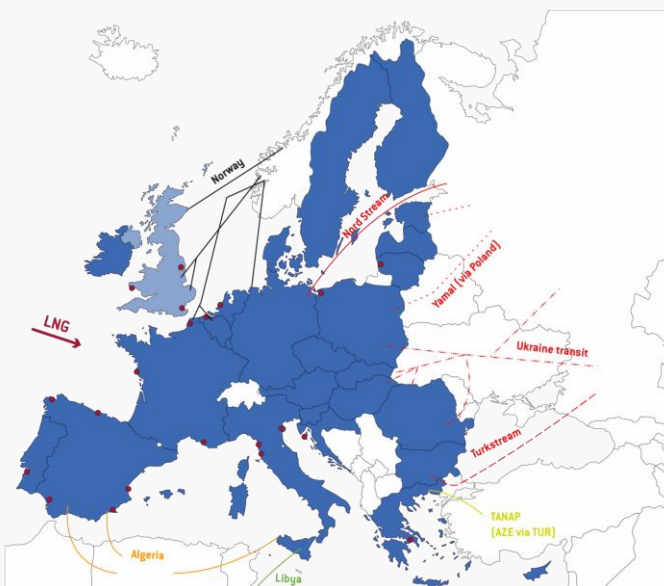 Norway
Nord Stream
Yamal (via Poland)
LNG
Ukraine transit
Turkstream
TANAP
(AZE via TUR)
Algeria
Libya